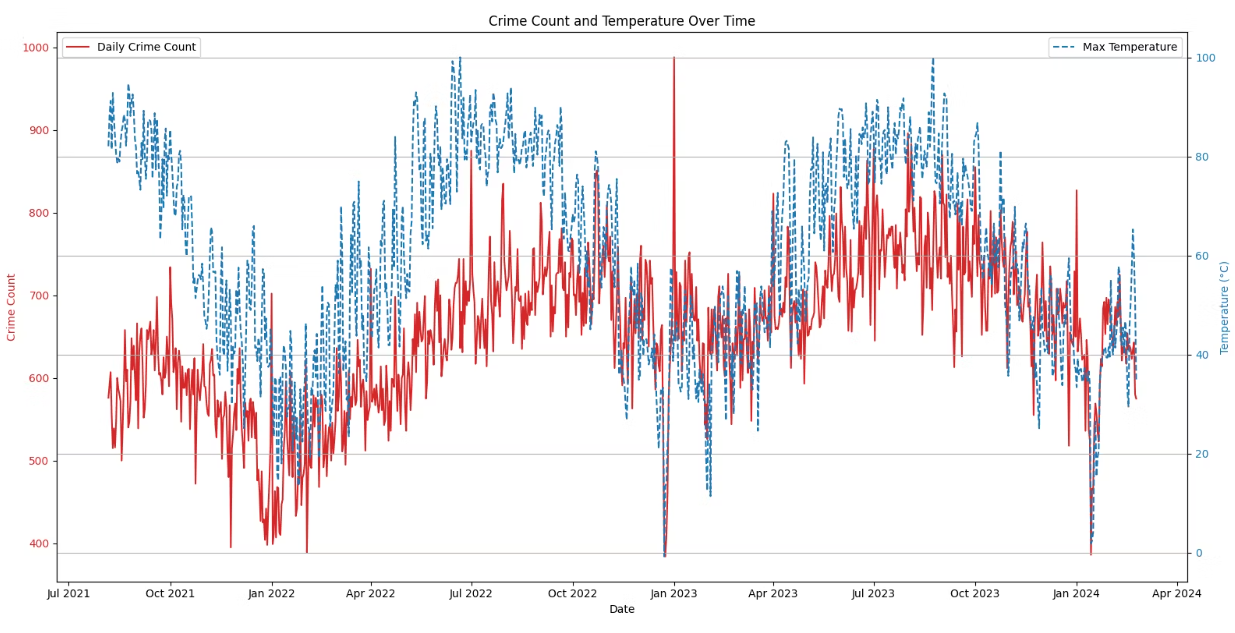 Crime Count and Temperature Over Time
Daily Crime Count
Max Temperature
1000
900
800
700
600
500
400
Crime Count
100
80
60
40
20
0
Temperature (°C)
Jul 2021
Oct 2021
Jan 2022
Apr 2022
Jul 2022
Oct 2022
Jan 2023
Apr 2023
Jul 2023
Oct 2023
Jan 2024
Apr 2024
Date